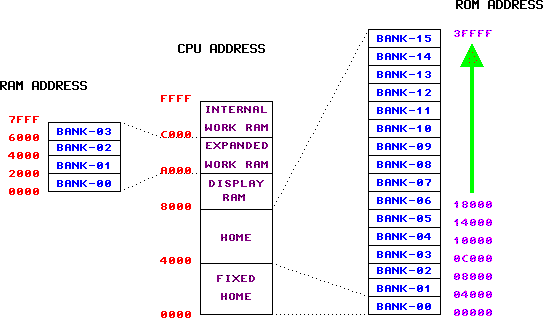 ROM ADDRESS
3FFFF
CPU ADDRESS
RAM ADDRESS
7FFF
6000
4000
2000
0000
BANK-03
BANK-02
BANK-01
BANK-00
FFFF
C000
A000
8000
4000
0000
INTERNAL
WORK RAM
EXPANDED
WORK RAM
DISPLAY
RAM
HOME
FIXED
HOME
BANK-15
BANK-14
BANK-13
BANK-12
BANK-11
BANK-10
BANK-09
BANK-08
BANK-07
BANK-06
BANK-05
BANK-04
BANK-03
BANK-02
BANK-01
BANK-00
18000
14000
10000
0C000
08000
04000
00000